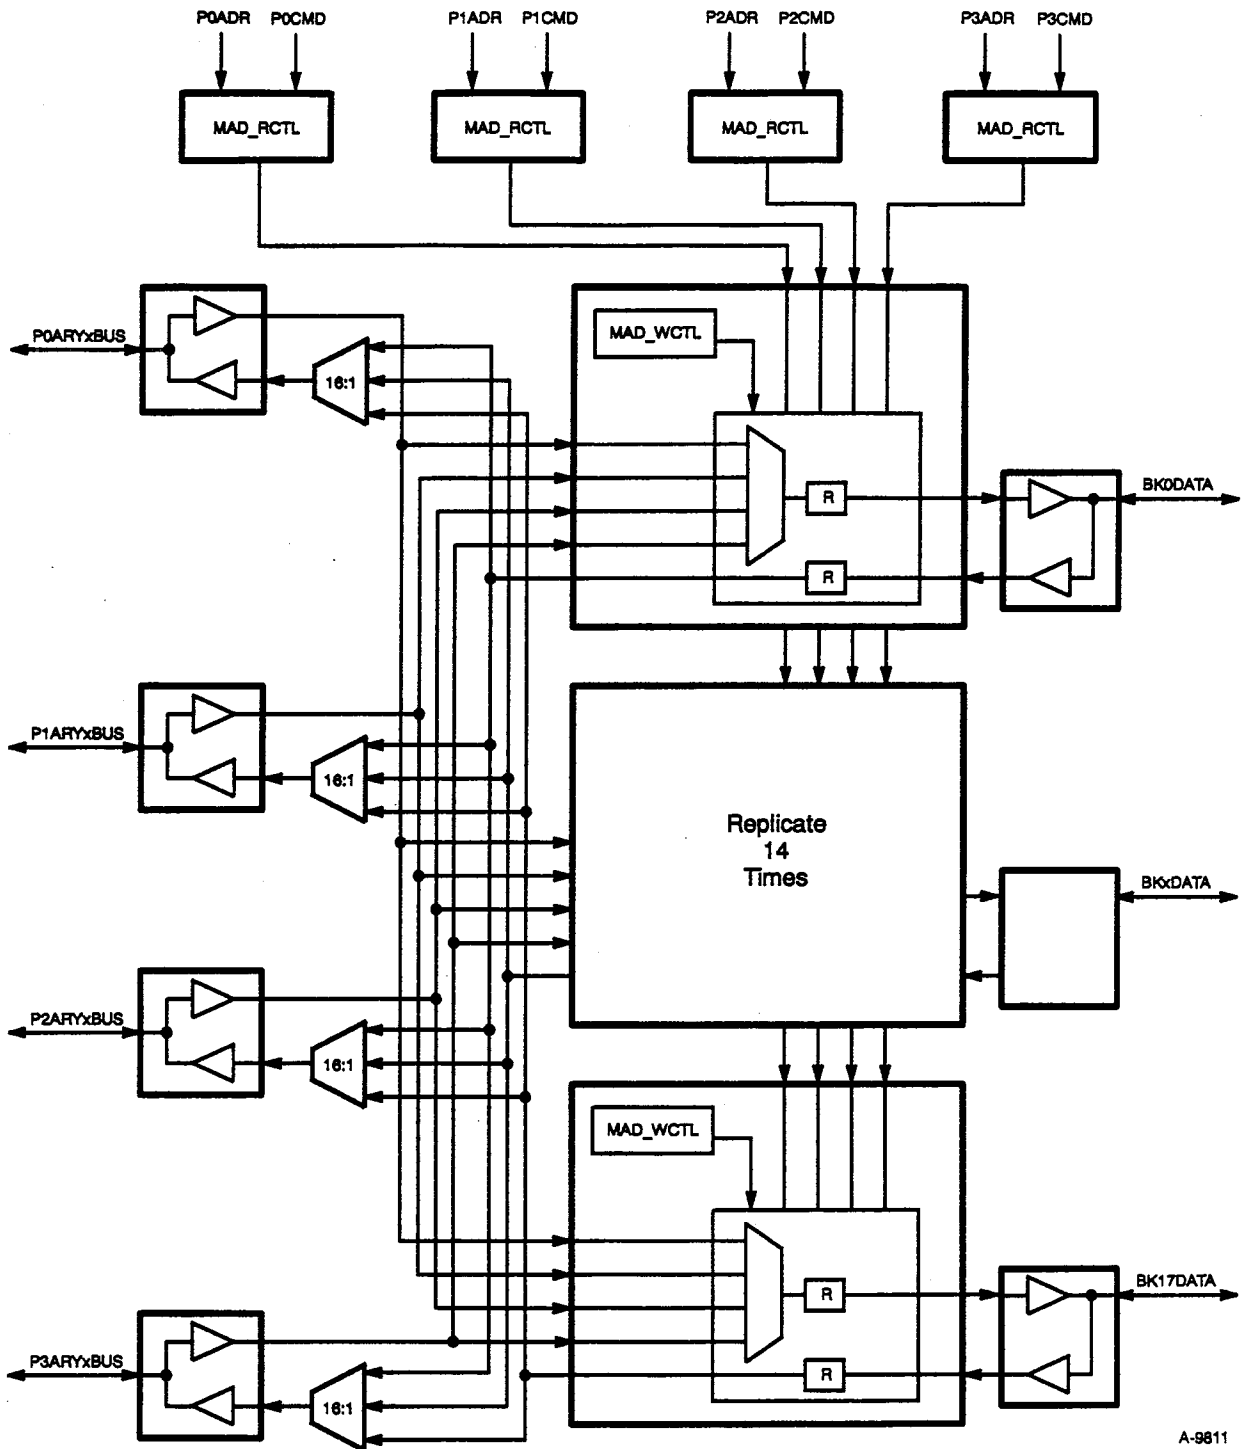 P0ADR P0CMD P1ADR P1CMD P2ADR P2CMD P3ADR P3CMD
MAD_RCTL MAD_RCTL MAD_RCTL MAD_RCTL
P0ARYxBUS
MAD_WCTL
16:1
R
BK0DATA
R
P1ARYxBUS
16:1
Replicate
14
Times
BKxDATA
P2ARYxBUS
16:1
MAD_WCTL
R
BK17DATA
P3ARYxBUS
R
16:1
A-9811